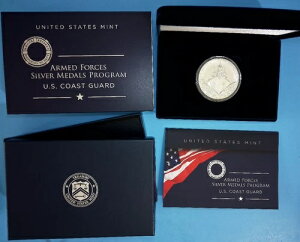 UNITED STATES MINT
ARMED FORCES
SILVER MEDALS PROGRAM
U.S. COAST GUARD
UNITED STATES MINT
ARMED FORCES
SILVER MEDALS PROGRAM
U.S. COAST GUARD